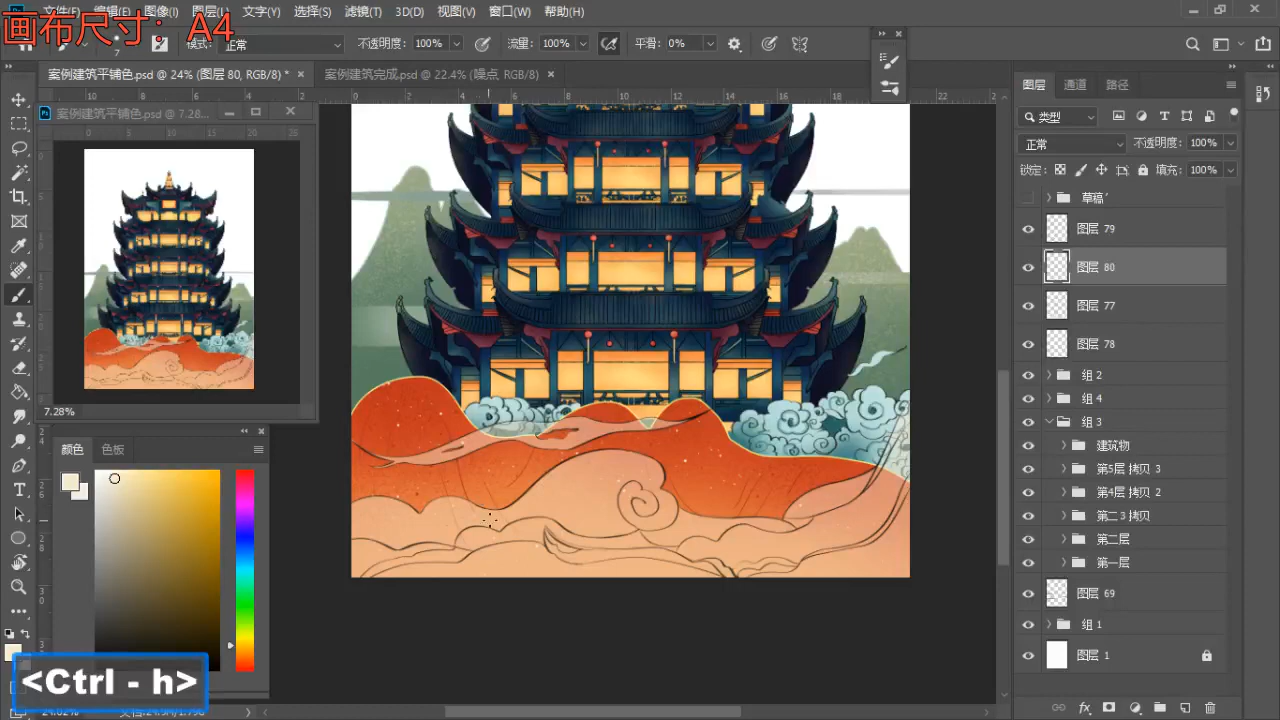 文件(F) 编辑(E) 图像(I) 图层(L) 文字(Y) 选择(S) 滤镜(T) 3D(D) 视图(V) 窗口(W) 帮助(H)
画布尺寸：A4
7 模式: 正常 不透明度: 100% 流量: 100% 平滑: 0%
案例建筑平铺色.psd @ 24% (图层 80, RGB/8) * 案例建筑完成.psd @ 22.4% (噪点, RGB/8)
案例建筑平铺色.psd @ 7.28...
7.28%
颜色 色板
<Ctrl - h>
图层 通道 路径
类型
正常 不透明度: 100%
锁定: 填充: 100%
草稿
图层 79
图层 80
图层 77
图层 78
组 2
组 4
组 3
建筑物
第5层 拷贝 3
第4层 拷贝 2
第二3 拷贝
第二层
第一层
图层 69
组 1
图层 1